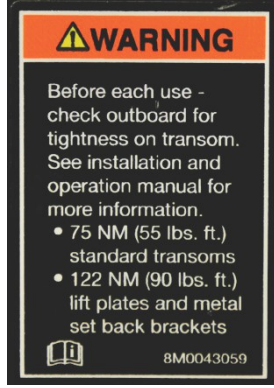 WARNING
Before each use -
check outboard for
tightness on transom.
See installation and
operation manual for
more information.
• 75 NM (55 lbs. ft.)
standard transoms
• 122 NM (90 lbs. ft.)
lift plates and metal
set back brackets
8M0043059